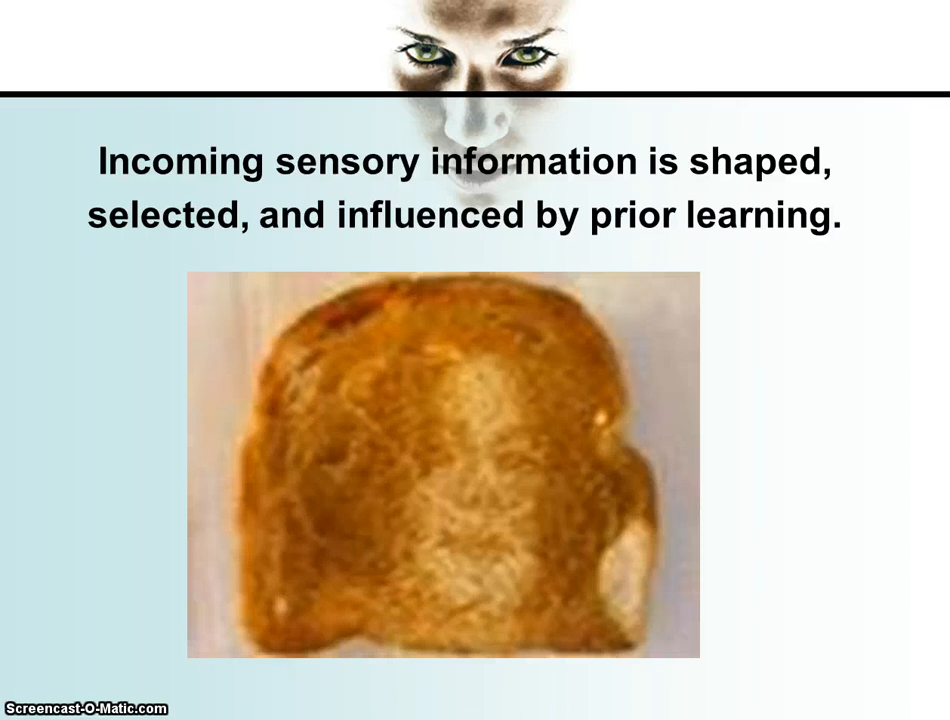 Incoming sensory information is shaped,
selected, and influenced by prior learning.
Screencast-O-Matic.com